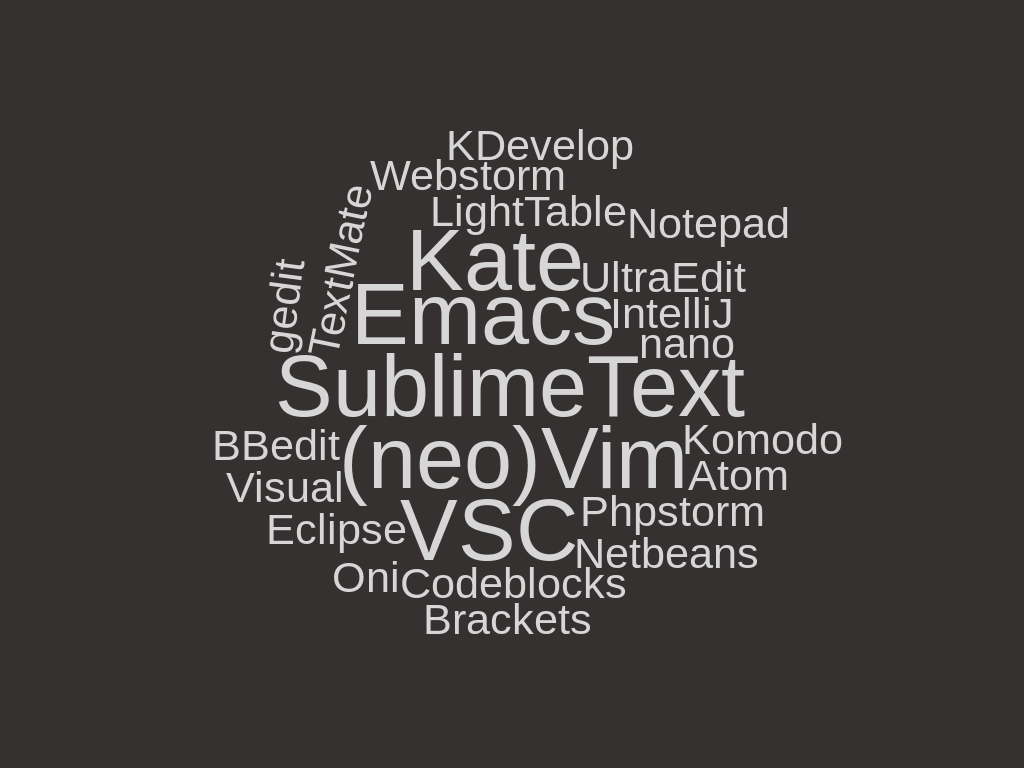 KDevelop
Webstorm
TextMate
LightTable
Notepad
Kate
gedit
UltraEdit
Emacs
IntelliJ
nano
SublimeText
BBedit
(neo)Vim
Komodo
Visual
Atom
Eclipse
VSC
Phpstorm
Netbeans
Oni
Codeblocks
Brackets